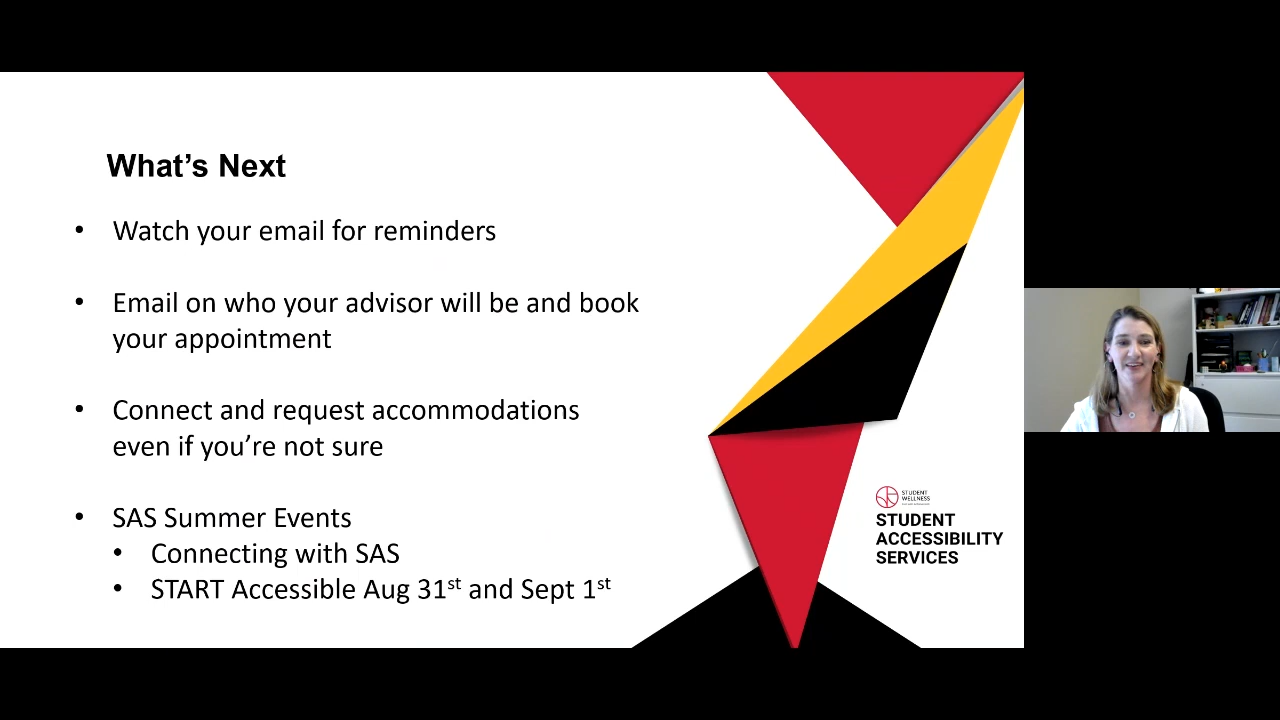 What’s Next
• Watch your email for reminders
• Email on who your advisor will be and book
your appointment
• Connect and request accommodations
even if you’re not sure
• SAS Summer Events
• Connecting with SAS
• START Accessible Aug 31st and Sept 1st
STUDENT
WELLNESS
STUDENT
ACCESSIBILITY
SERVICES